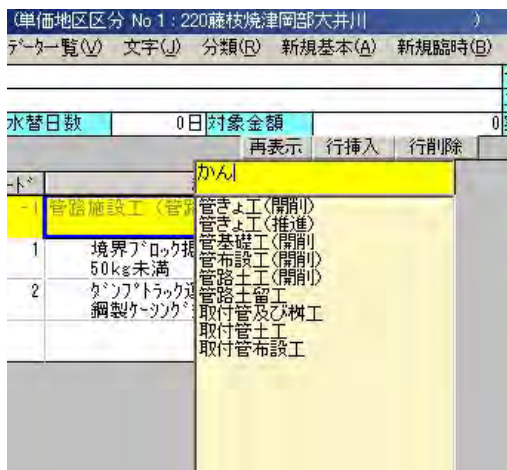 (単価地区区分 No 1 : 220藤枝焼津岡部大井川 )
データ一覧(V) 文字(J) 分類(R) 新規基本(A) 新規臨時(B)
水替日数 0日 対象金額 0
再表示 行挿入 行削除
かん
-1 管路施設工 (管路
管きょ工(開削)
管きょ工(推進)
管基礎工(開削
管布設工(開削)
管路土工(開削)
管路土留工
取付管及び桝工
取付管土工
取付管布設工
1 境界ブロック据
50kg未満
2 ダンプトラック運
鋼製ケーシング